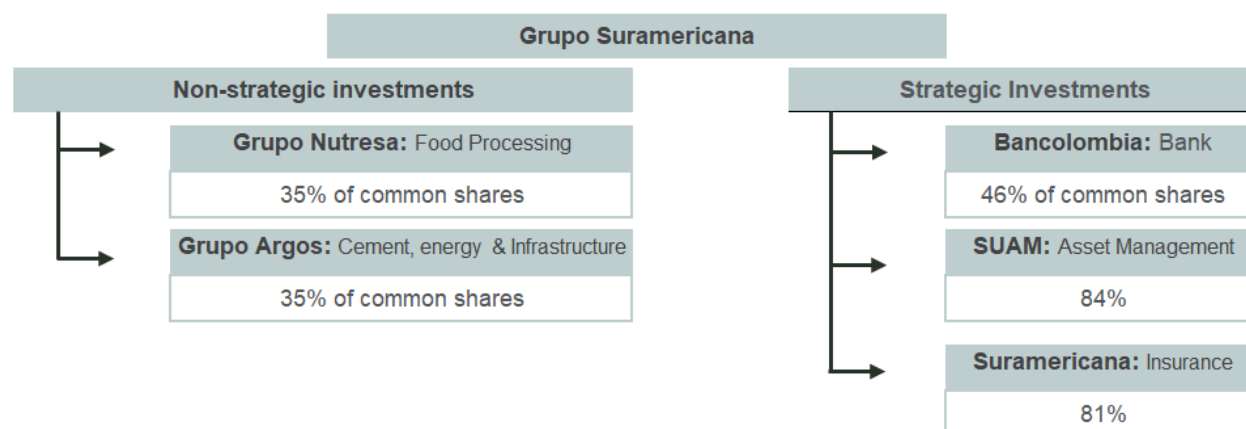 Grupo Suramericana
Non-strategic investments
Grupo Nutresa: Food Processing
35% of common shares
Grupo Argos: Cement, energy & Infrastructure
35% of common shares
Strategic Investments
Bancolombia: Bank
46% of common shares
SUAM: Asset Management
84%
Suramericana: Insurance
81%